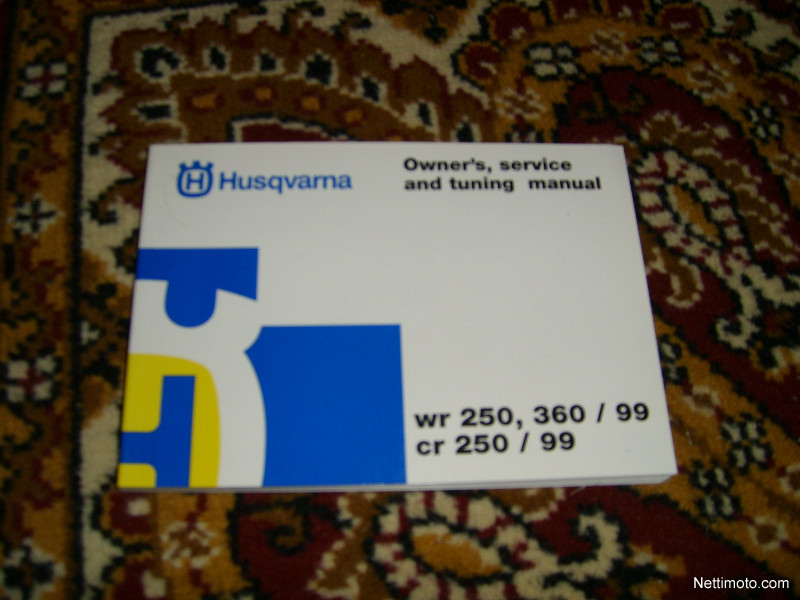 Husqvarna
Owner's, service
and tuning manual
wr 250, 360 / 99
cr 250 / 99
Nettimoto.com